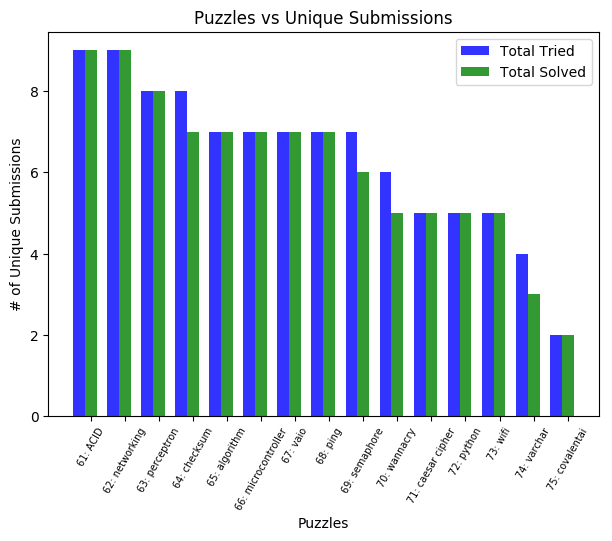 Puzzles vs Unique Submissions
Total Tried
Total Solved
# of Unique Submissions
8
6
4
2
0
61: ACID
62: networking
63: perceptron
64: checksum
65: algorithm
66: microcontroller
67: vaio
68: ping
69: semaphore
70: wannacry
71: caesar cipher
72: python
73: wifi
74: varchar
75: covalentai
Puzzles